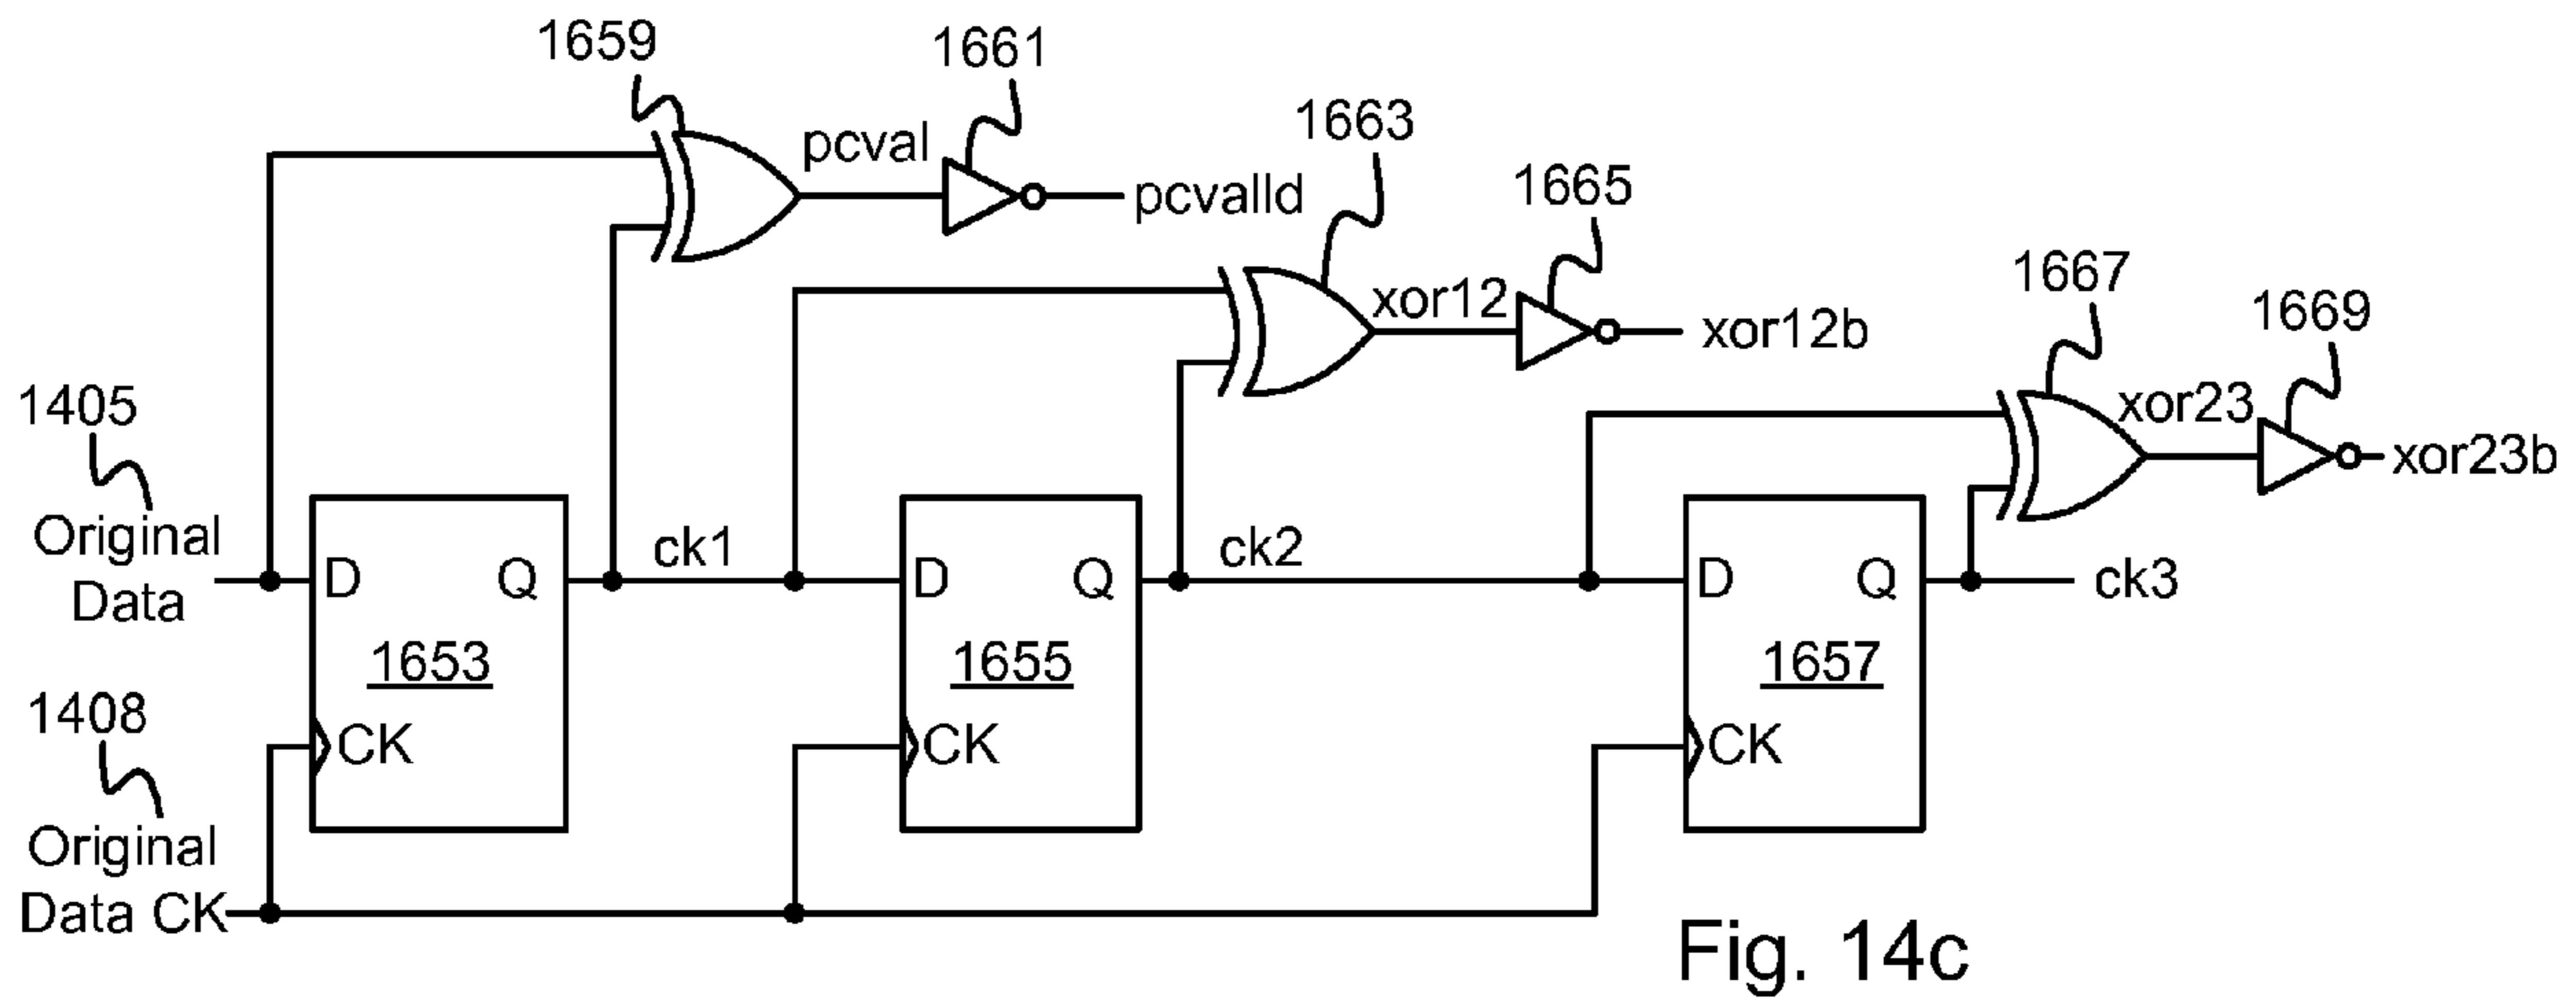 1659
1661
1663
pcval
1665
pcvalld
1667
xor12
1669
xor12b
1405
xor23
xor23b
Original
Data
D
Q
ck1
D
Q
ck2
D
Q
ck3
1653
1655
1657
1408
CK
CK
CK
Original
Data CK
Fig. 14c